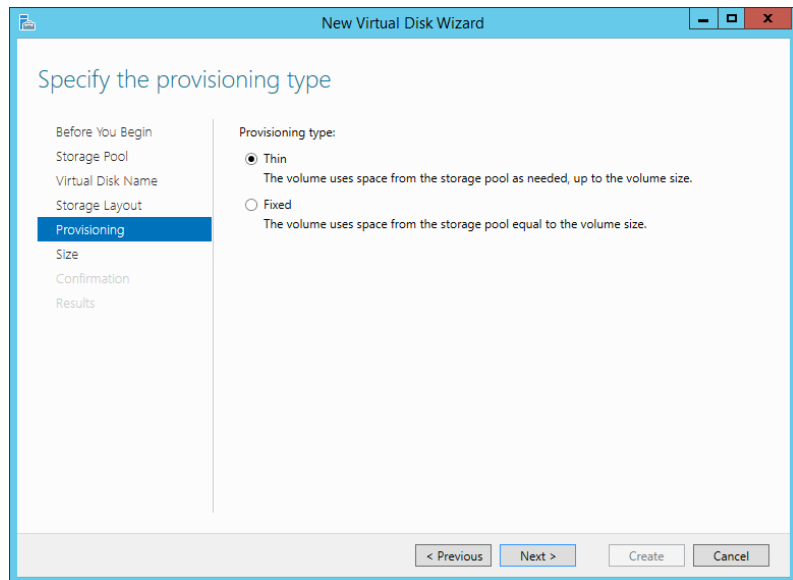 New Virtual Disk Wizard
Specify the provisioning type
Before You Begin
Storage Pool
Virtual Disk Name
Storage Layout
Provisioning
Size
Confirmation
Results
Provisioning type:
Thin
The volume uses space from the storage pool as needed, up to the volume size.
Fixed
The volume uses space from the storage pool equal to the volume size.
< Previous
Next >
Create
Cancel